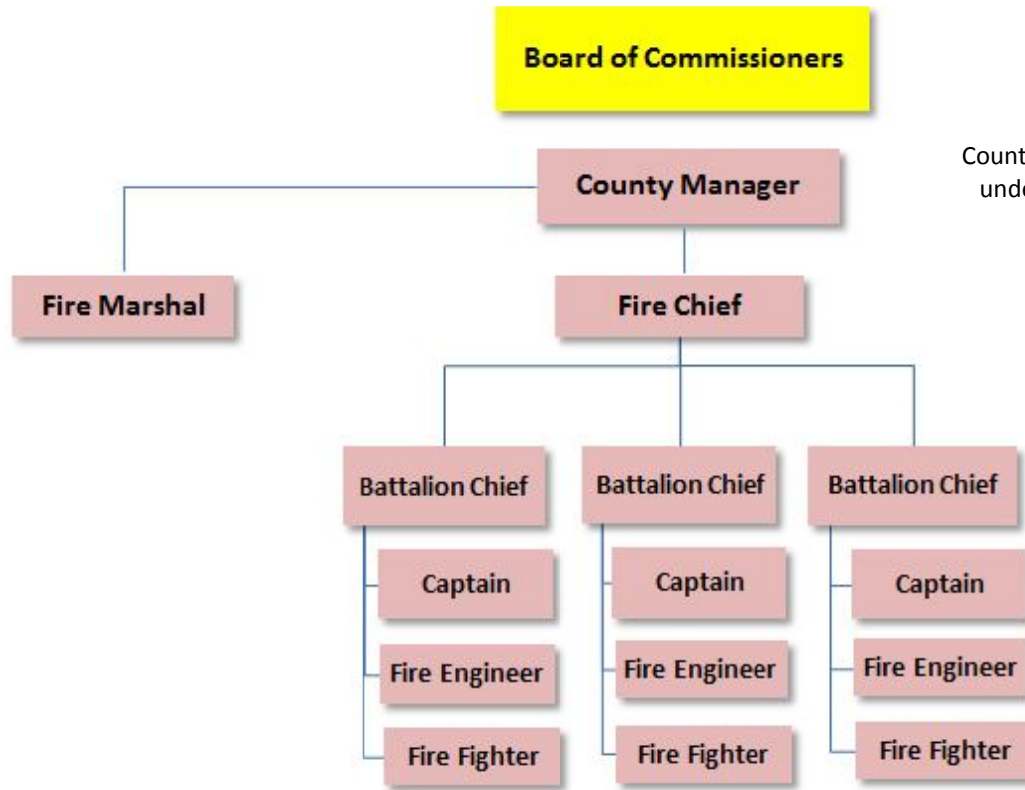 Board of Commissioners
County Manager
Fire Marshal
Fire Chief
Battalion Chief
Battalion Chief
Battalion Chief
Captain
Captain
Captain
Fire Engineer
Fire Engineer
Fire Engineer
Fire Fighter
Fire Fighter
Fire Fighter